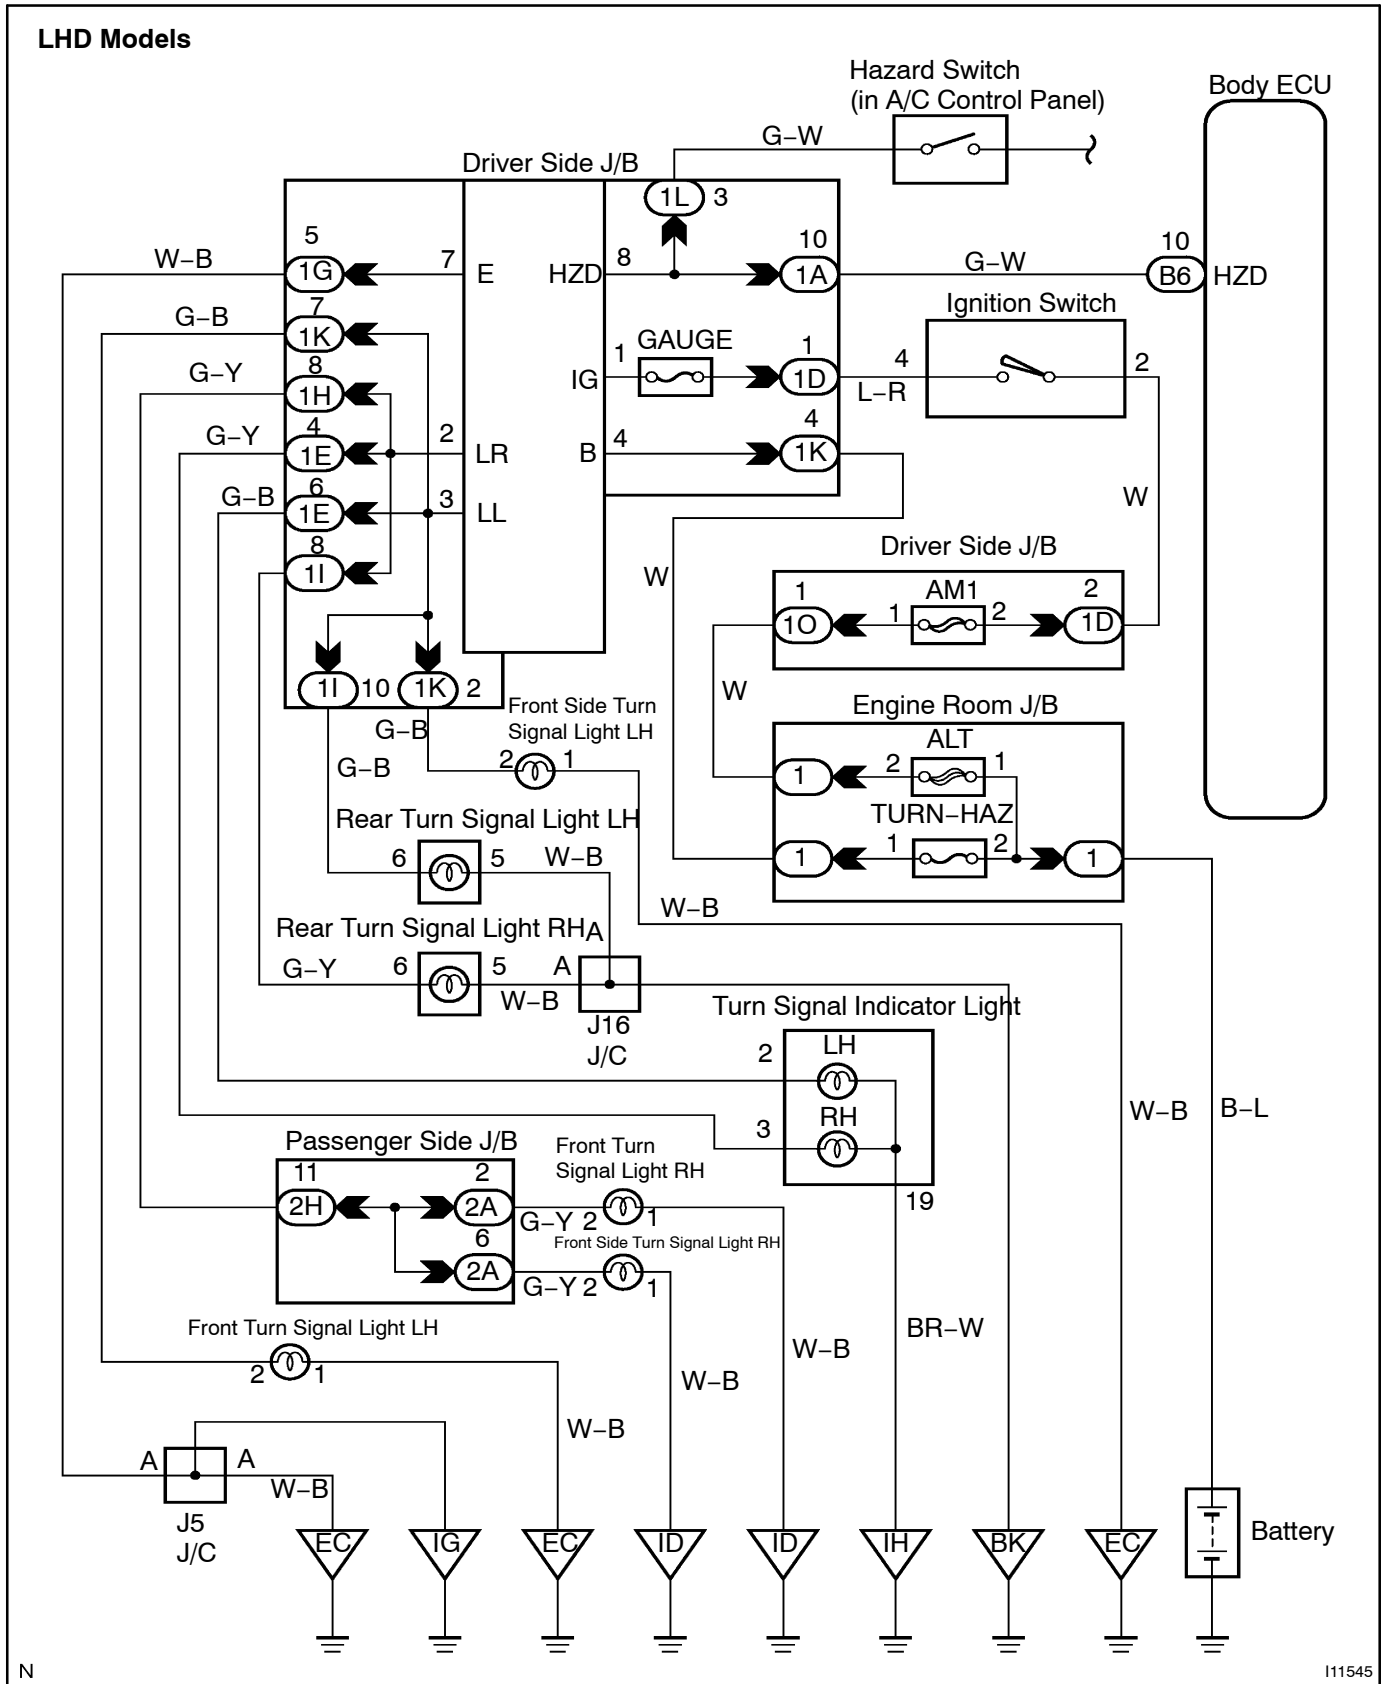 LHD Models
Hazard Switch
(in A/C Control Panel)
Body ECU
G–W
Driver Side J/B
1L 3
5
10
10
W–B
1G
7
E
HZD
8
1A
G–W
B6
HZD
7
G–B
1K
Ignition Switch
8
G–Y
1H
1
GAUGE
1
4
2
IG
1D
L–R
4
G–Y
1E
2
LR
B
4
4
1K
6
G–B
1E
3
LL
W
8
1I
Driver Side J/B
W
1
AM1
2
1O
1
2
1D
1I 10
1K 2
W
G–B
G–B
Front Side Turn
Signal Light LH
2
1
Engine Room J/B
ALT
1
2
1
TURN–HAZ
1
1
2
1
Rear Turn Signal Light LH
6
5
W–B
W–B
Rear Turn Signal Light RH
A
G–Y
6
5
A
W–B
J16
J/C
Turn Signal Indicator Light
2
LH
3
RH
19
W–B
B–L
Passenger Side J/B
11
2
2H
2A
6
2A
Front Turn
Signal Light RH
G–Y 2
1
Front Side Turn Signal Light RH
G–Y 2
1
BR–W
W–B
W–B
Front Turn Signal Light LH
2
1
W–B
A
A
W–B
J5
J/C
EC
IG
EC
ID
ID
IH
BK
EC
Battery
N
I11545